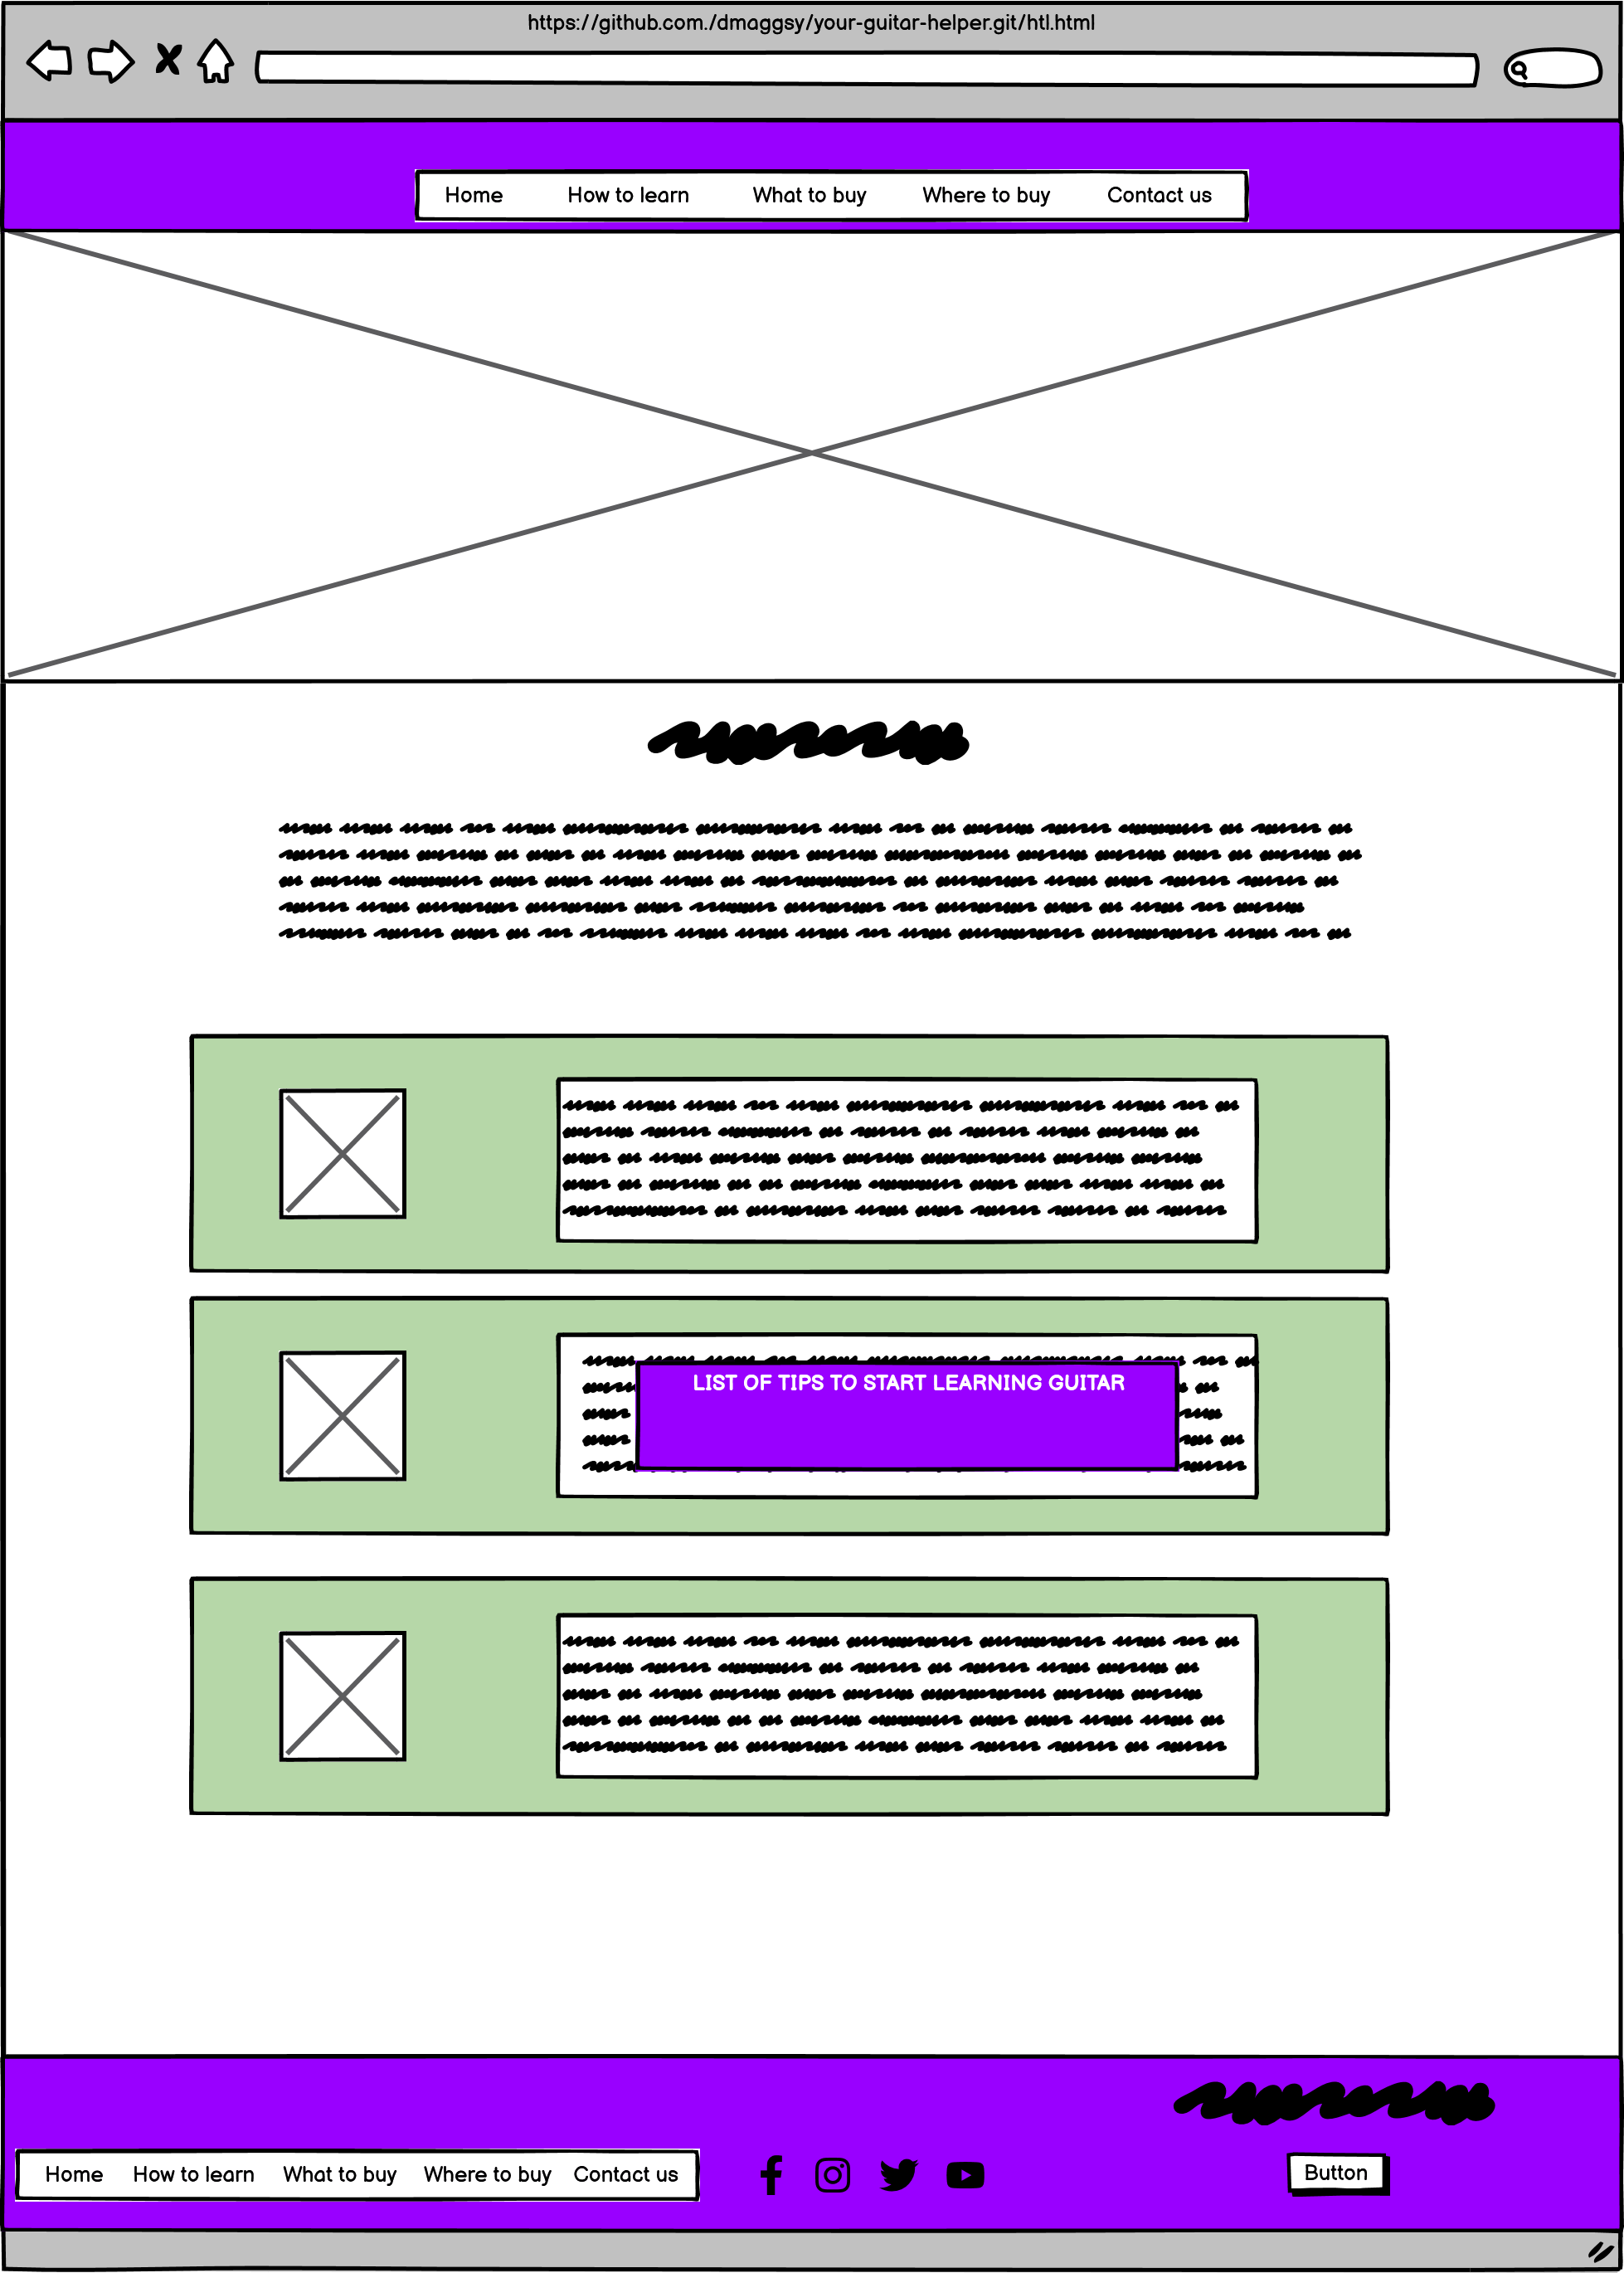 https://github.com./dmaggsy/your-guitar-helper.git/htl.html
Home How to learn What to buy Where to buy Contact us
LIST OF TIPS TO START LEARNING GUITAR
Home How to learn What to buy Where to buy Contact us
Button